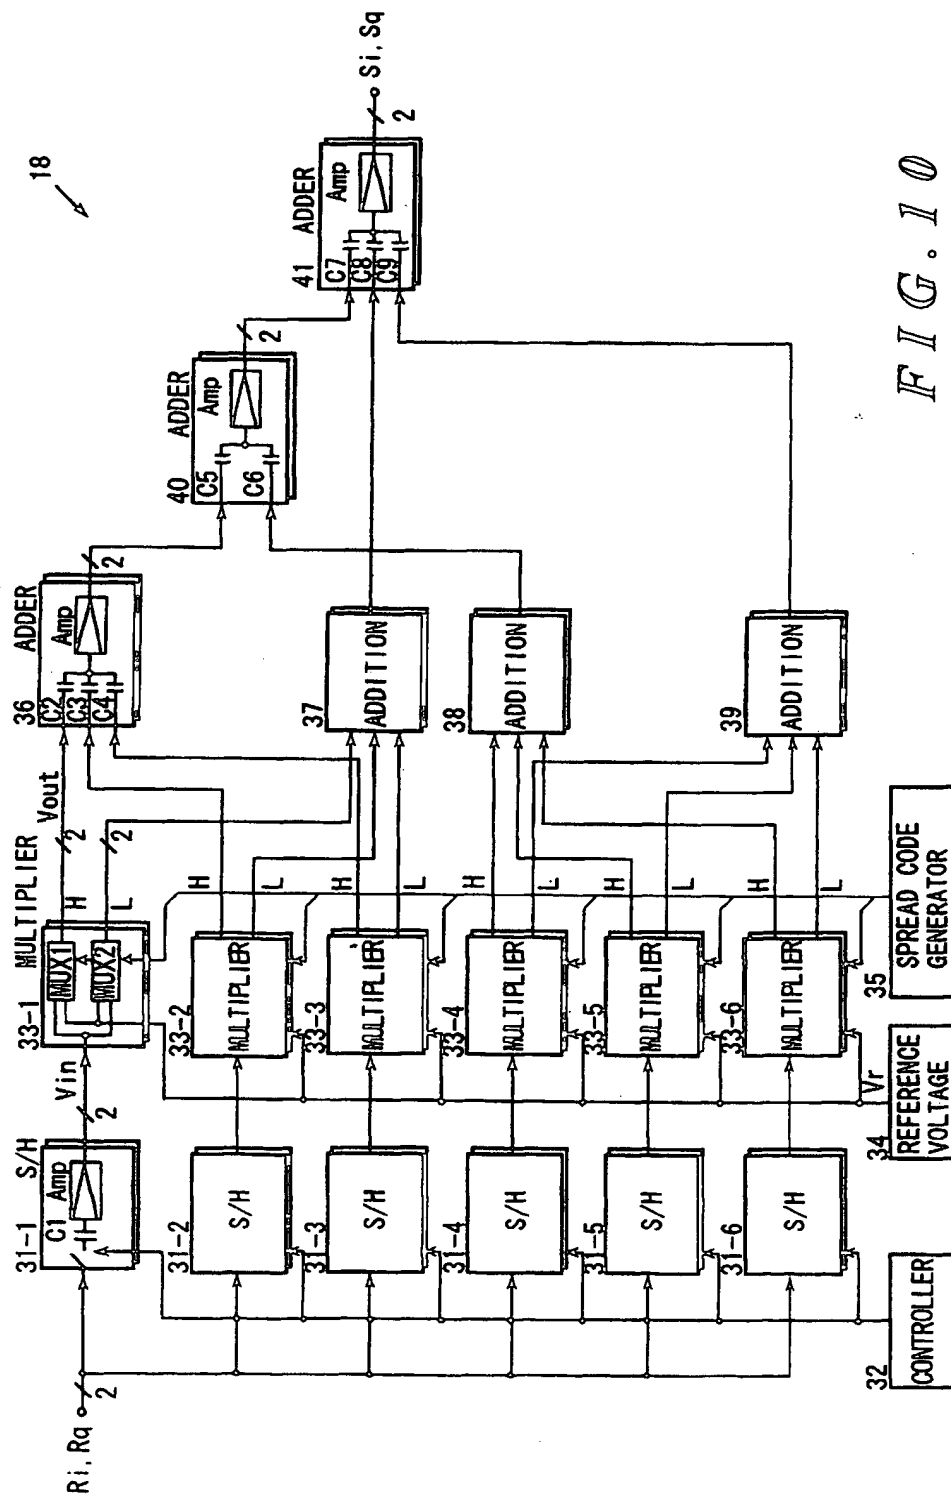 18
Ri, Rq
2
31-1
S/H
C1
Amp
2
Vin
33-1
MULTIPLIER
MUX1
MUX2
H
L
2
2
Vout
36
ADDER
C2
C3
C4
Amp
2
40
ADDER
C5
C6
Amp
2
41
ADDER
C7
C8
C9
Amp
2
Si, Sq
31-2
S/H
33-2
MULTIPLIER
H
L
37
ADDITION
31-3
S/H
33-3
MULTIPLIER
H
L
31-4
S/H
33-4
MULTIPLIER
H
L
38
ADDITION
31-5
S/H
33-5
MULTIPLIER
H
L
31-6
S/H
33-6
MULTIPLIER
H
L
39
ADDITION
Vr
32
CONTROLLER
34
REFERENCE
VOLTAGE
35
SPREAD CODE
GENERATOR
FIG. 10